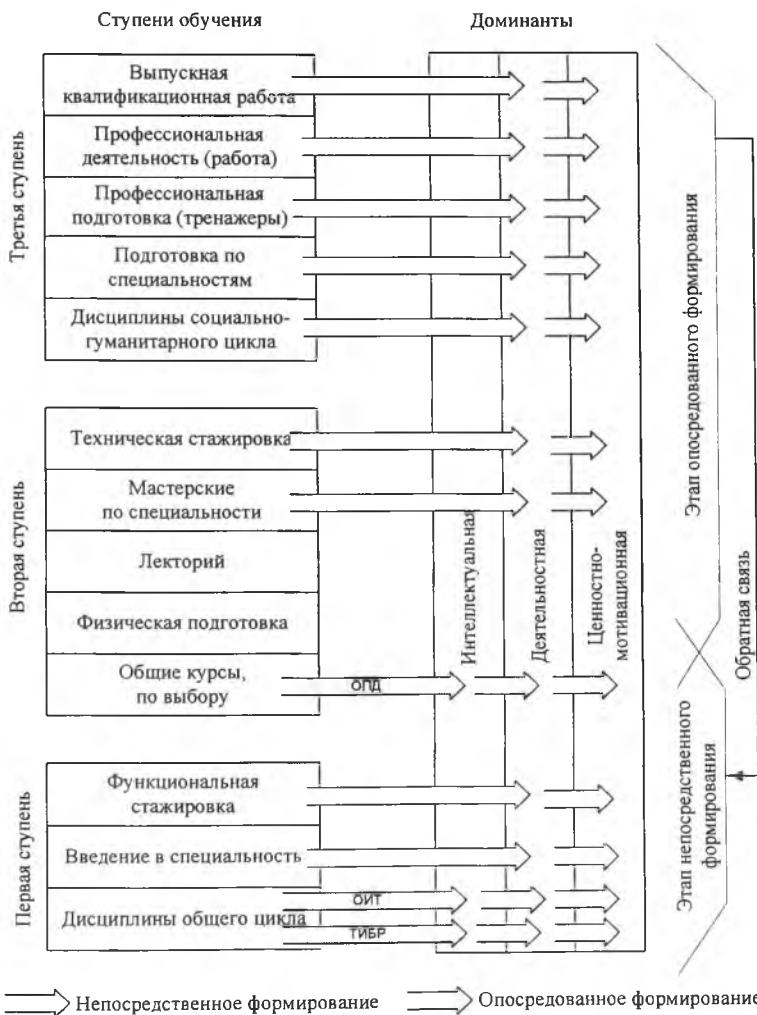 Ступени обучения
Доминанты
Третья ступень
Выпускная
квалификационная работа
Профессиональная
деятельность (работа)
Профессиональная
подготовка (тренажеры)
Подготовка по
специальностям
Дисциплины социально-
гуманитарного цикла
Вторая ступень
Техническая стажировка
Мастерские
по специальности
Лекторий
Физическая подготовка
Общие курсы,
по выбору
ОПД
Интеллектуальная
Деятельностная
Ценностно-
мотивационная
Первая ступень
Функциональная
стажировка
Введение в специальность
Дисциплины общего цикла
ОИТ
ТИБР
Этап опосредованного формирования
Этап непосредственного
формирования
Обратная связь
Непосредственное формирование
Опосредованное формирование